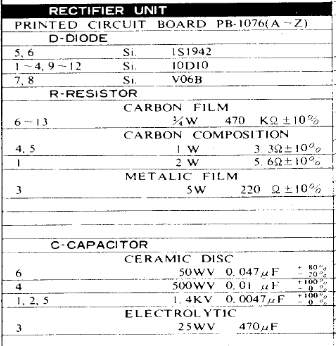 RECTIFIER UNIT
PRINTED CIRCUIT BOARD PB-1076(A~Z)
D-DIODE
5, 6 Si. 1S1942
1~4, 9~12 Si. 10D10
7, 8 Si. V06B
R-RESISTOR
CARBON FILM
6~13 ¾W 470 KΩ±10%
CARBON COMPOSITION
4, 5 1 W 3.3Ω±10%
1 2 W 5.6Ω±10%
METALIC FILM
3 5W 220 Ω±10%
C-CAPACITOR
CERAMIC DISC
6 50WV 0.047μF + 80% - 20%
4 500WV 0.01 μF +100% - 0 %
1, 2, 5 1.4KV 0.0047μF +100% - 0 %
ELECTROLYTIC
3 25WV 470μF